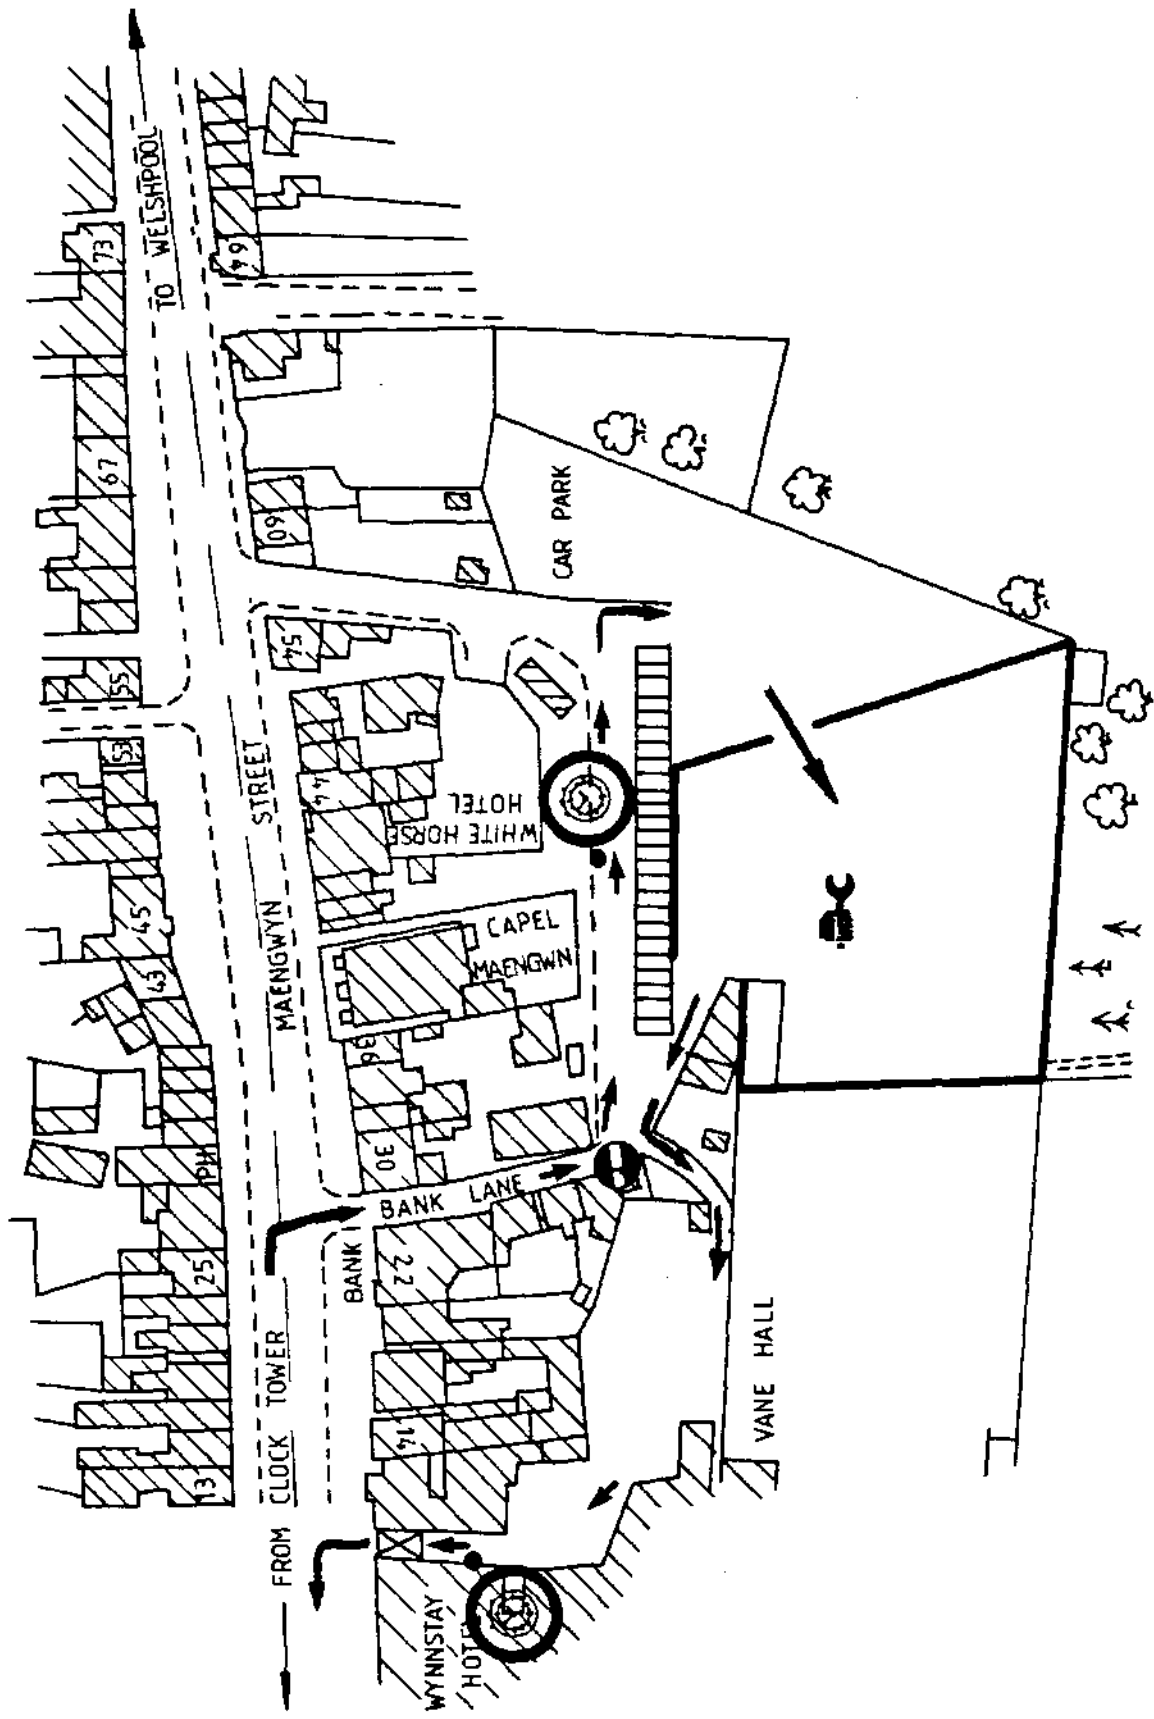 TO WELSHPOOL
73
67
64
60
55
53
54
STREET
MAENGWYN
44
WHITE HORSE
HOTEL
CAR PARK
45
43
CAPEL
MAENGWN
36
30
PH
BANK LANE
BANK
25
22
CLOCK TOWER
FROM
14
13
VANE HALL
WYNNSTAY